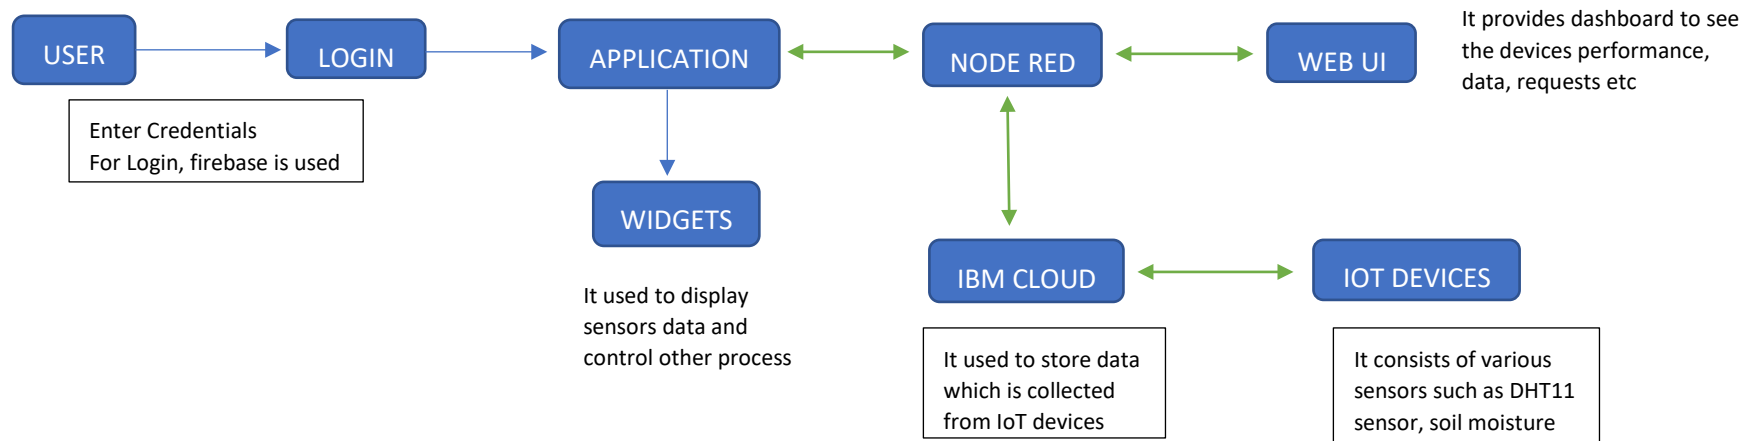 USER
LOGIN
APPLICATION
NODE RED
WEB UI
It provides dashboard to see
the devices performance,
data, requests etc
Enter Credentials
For Login, firebase is used
WIDGETS
It used to display
sensors data and
control other process
IBM CLOUD
IOT DEVICES
It used to store data
which is collected
from IoT devices
It consists of various
sensors such as DHT11
sensor, soil moisture